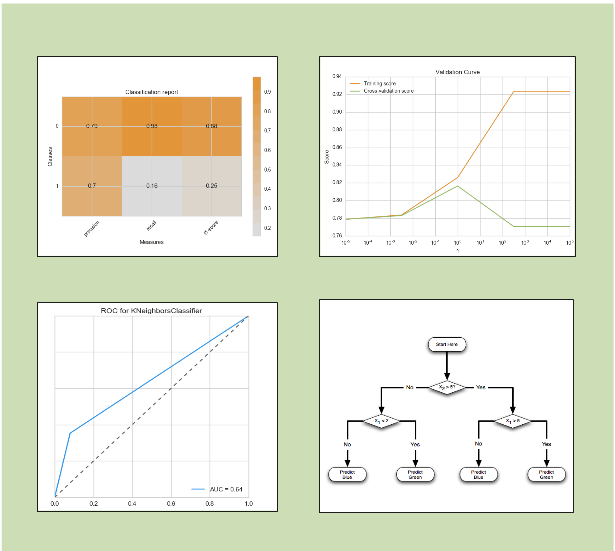 Classification report
0.9
0.8
0.7
0.6
0.5
0.4
0.3
0.2
Classes
0
0.79
0.88
1
0.7
0.16
0.25
precision
recall
f1-score
Measures
Validation Curve
Training score
Cross-validation score
0.94
0.92
0.90
0.88
0.86
0.84
0.82
0.80
0.78
0.76
Score
ROC for KNeighborsClassifier
AUC = 0.64
0.0 0.2 0.4 0.6 0.8 1.0
Start Here
No Yes
No Yes No Yes
Predict Blue
Predict Green
Predict Blue
Predict Green